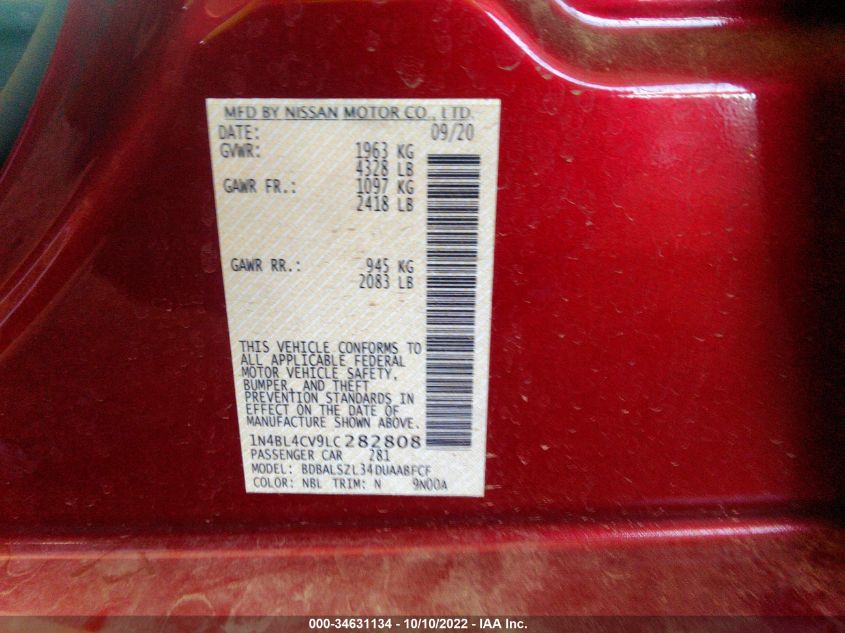 MFD BY NISSAN MOTOR CO., LTD.
DATE: 09/20
GVWR: 1963 KG
4328 LB
GAWR FR.: 1097 KG
2418 LB
GAWR RR.: 945 KG
2083 LB
THIS VEHICLE CONFORMS TO
ALL APPLICABLE FEDERAL
MOTOR VEHICLE SAFETY,
BUMPER, AND THEFT
PREVENTION STANDARDS IN
EFFECT ON THE DATE OF
MANUFACTURE SHOWN ABOVE.
1N4BL4CV9LC282808
PASSENGER CAR 281
MODEL: BDBALSZL34DUAABFCF
COLOR: NBL TRIM: N 9N00A
000-34631134 - 10/10/2022 - IAA Inc.